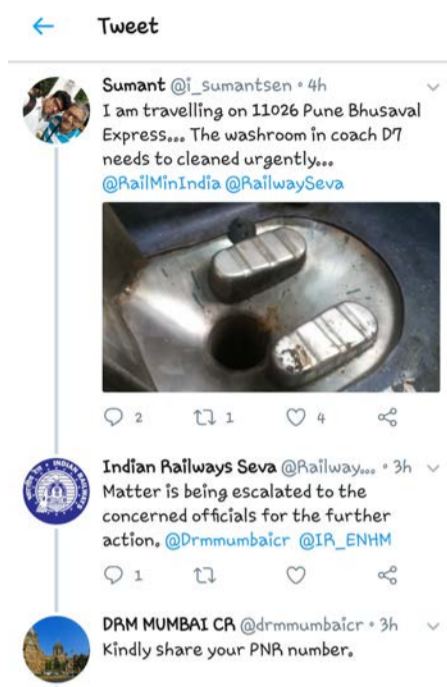 Tweet
Sumant @i_sumantsen • 4h
I am travelling on 11026 Pune Bhusaval
Express... The washroom in coach D7
needs to cleaned urgently...
@RailMinIndia @RailwaySeva
2 1 4
Indian Railways Seva @Railway... • 3h
Matter is being escalated to the
concerned officials for the further
action. @Drmmumbaicr @IR_ENHM
1
DRM MUMBAI CR @drmmumbaicr • 3h
Kindly share your PNR number.